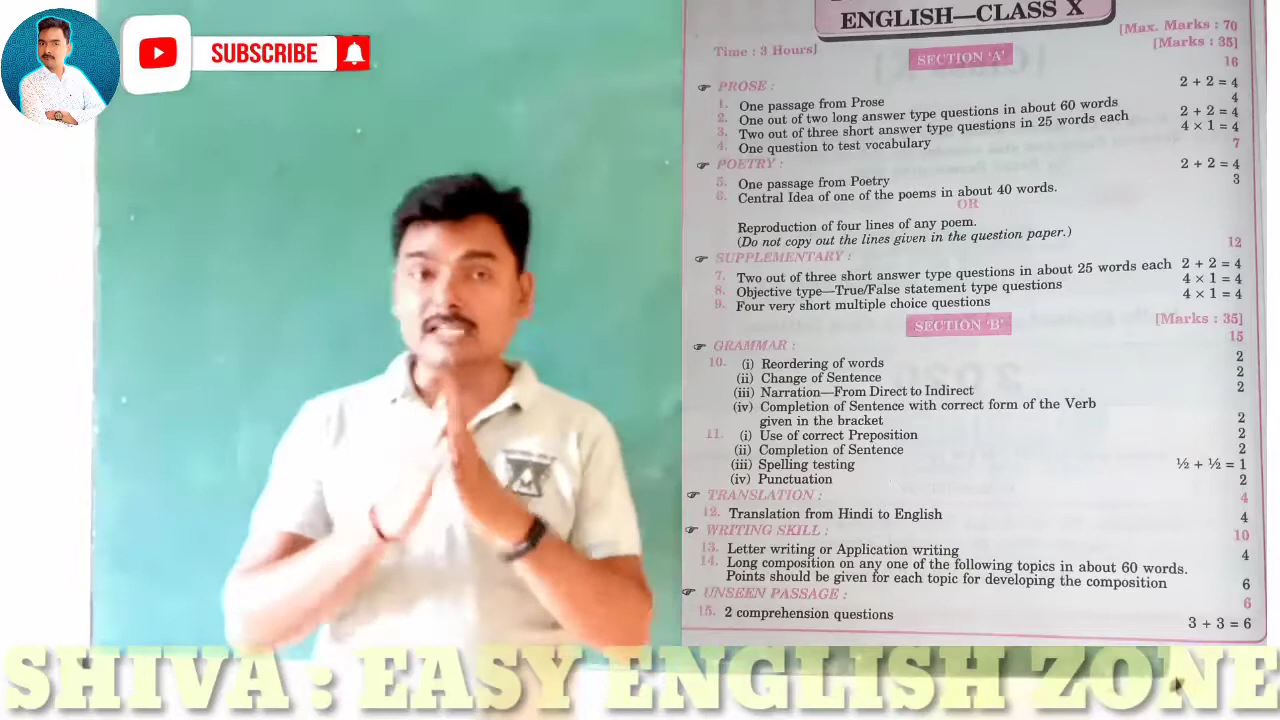 SUBSCRIBE
ENGLISH—CLASS X
[Max. Marks : 70
Time : 3 Hours]
[Marks : 35]
SECTION 'A'
16
☞ PROSE :
1. One passage from Prose 2 + 2 = 4
2. One out of two long answer type questions in about 60 words 4
3. Two out of three short answer type questions in 25 words each 2 + 2 = 4
4. One question to test vocabulary 4 × 1 = 4
☞ POETRY : 7
5. One passage from Poetry 2 + 2 = 4
6. Central Idea of one of the poems in about 40 words. 3
OR
Reproduction of four lines of any poem.
(Do not copy out the lines given in the question paper.)
☞ SUPPLEMENTARY : 12
7. Two out of three short answer type questions in about 25 words each 2 + 2 = 4
8. Objective type—True/False statement type questions 4 × 1 = 4
9. Four very short multiple choice questions 4 × 1 = 4
SECTION 'B'
[Marks : 35]
☞ GRAMMAR : 15
10. (i) Reordering of words 2
(ii) Change of Sentence 2
(iii) Narration—From Direct to Indirect 2
(iv) Completion of Sentence with correct form of the Verb
given in the bracket 2
11. (i) Use of correct Preposition 2
(ii) Completion of Sentence 2
(iii) Spelling testing ½ + ½ = 1
(iv) Punctuation 2
☞ TRANSLATION : 4
12. Translation from Hindi to English 4
☞ WRITING SKILL : 10
13. Letter writing or Application writing 4
14. Long composition on any one of the following topics in about 60 words.
Points should be given for each topic for developing the composition 6
☞ UNSEEN PASSAGE : 6
15. 2 comprehension questions 3 + 3 = 6
SHIVA : EASY ENGLISH ZONE